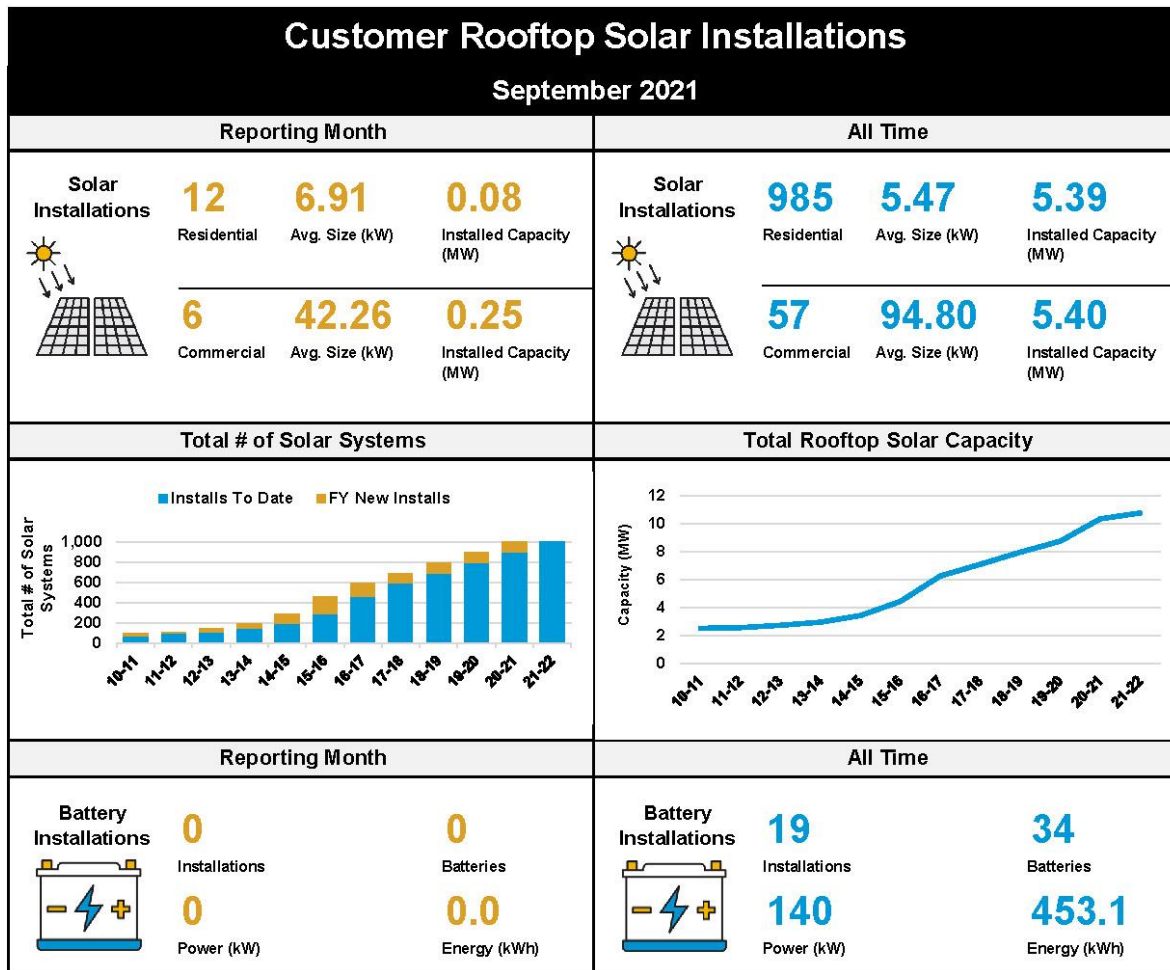 Customer Rooftop Solar Installations
September 2021
Reporting Month
All Time
Solar
Installations
12
6.91
0.08
Residential
Avg. Size (kW)
Installed Capacity
(MW)
6
42.26
0.25
Commercial
Avg. Size (kW)
Installed Capacity
(MW)
Solar
Installations
985
5.47
5.39
Residential
Avg. Size (kW)
Installed Capacity
(MW)
57
94.80
5.40
Commercial
Avg. Size (kW)
Installed Capacity
(MW)
Total # of Solar Systems
Total Rooftop Solar Capacity
Installs To Date
FY New Installs
Total # of Solar
Systems
1,000
800
600
400
200
0
10-11
11-12
12-13
13-14
14-15
15-16
16-17
17-18
18-19
19-20
20-21
21-22
Capacity (MW)
12
10
8
6
4
2
0
10-11
11-12
12-13
13-14
14-15
15-16
16-17
17-18
18-19
19-20
20-21
21-22
Reporting Month
All Time
Battery
Installations
0
0
Installations
Batteries
0
0.0
Power (kW)
Energy (kWh)
Battery
Installations
19
34
Installations
Batteries
140
453.1
Power (kW)
Energy (kWh)